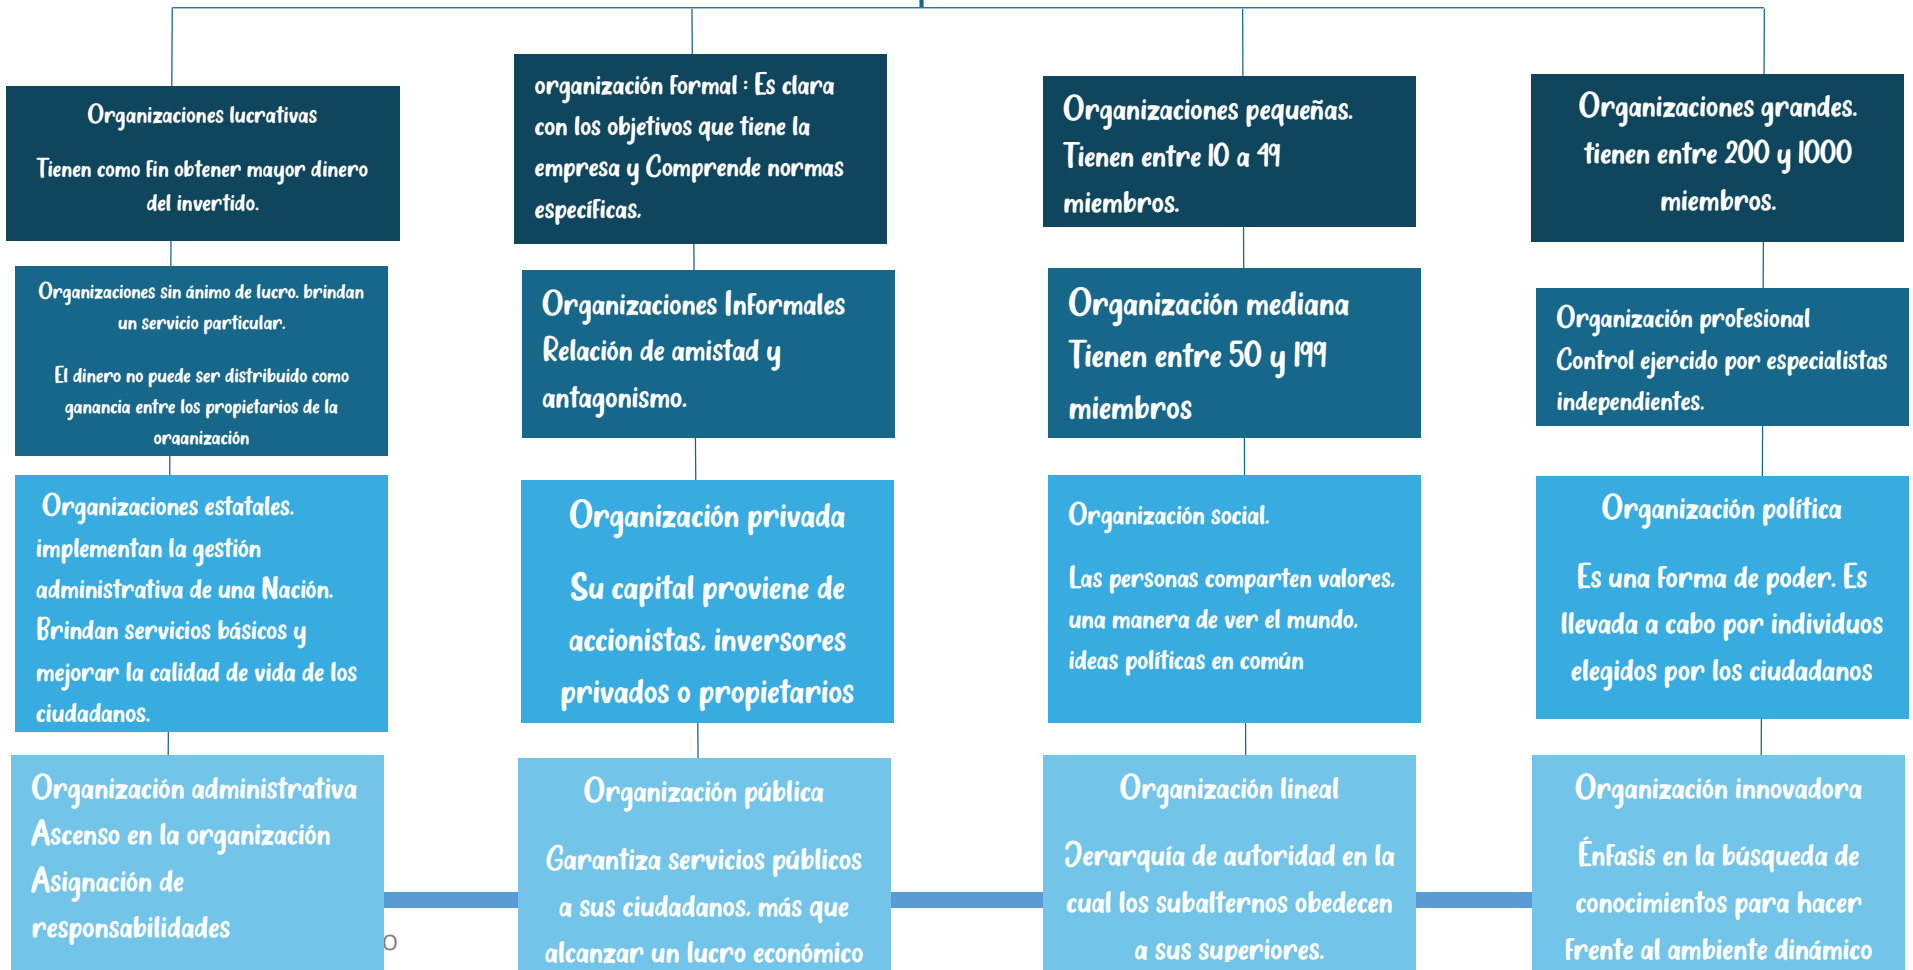 Organizaciones lucrativas
Tienen como fin obtener mayor dinero
del invertido.
Organizaciones sin ánimo de lucro. brindan
un servicio particular.
El dinero no puede ser distribuido como
ganancia entre los propietarios de la
organización
Organizaciones estatales.
implementan la gestión
administrativa de una Nación.
Brindan servicios básicos y
mejorar la calidad de vida de los
ciudadanos.
Organización administrativa
Ascenso en la organización
Asignación de
responsabilidades
o
organización formal : Es clara
con los objetivos que tiene la
empresa y Comprende normas
específicas.
Organizaciones Informales
Relación de amistad y
antagonismo.
Organización privada
Su capital proviene de
accionistas, inversores
privados o propietarios
Organización pública
Garantiza servicios públicos
a sus ciudadanos, más que
alcanzar un lucro económico
Organizaciones pequeñas.
Tienen entre 10 a 49
miembros.
Organización mediana
Tienen entre 50 y 199
miembros
Organización social.
Las personas comparten valores,
una manera de ver el mundo,
ideas políticas en común
Organización lineal
Jerarquía de autoridad en la
cual los subalternos obedecen
a sus superiores.
Organizaciones grandes.
tienen entre 200 y 1000
miembros.
Organización profesional
Control ejercido por especialistas
independientes.
Organización política
Es una forma de poder. Es
llevada a cabo por individuos
elegidos por los ciudadanos
Organización innovadora
Énfasis en la búsqueda de
conocimientos para hacer
frente al ambiente dinámico